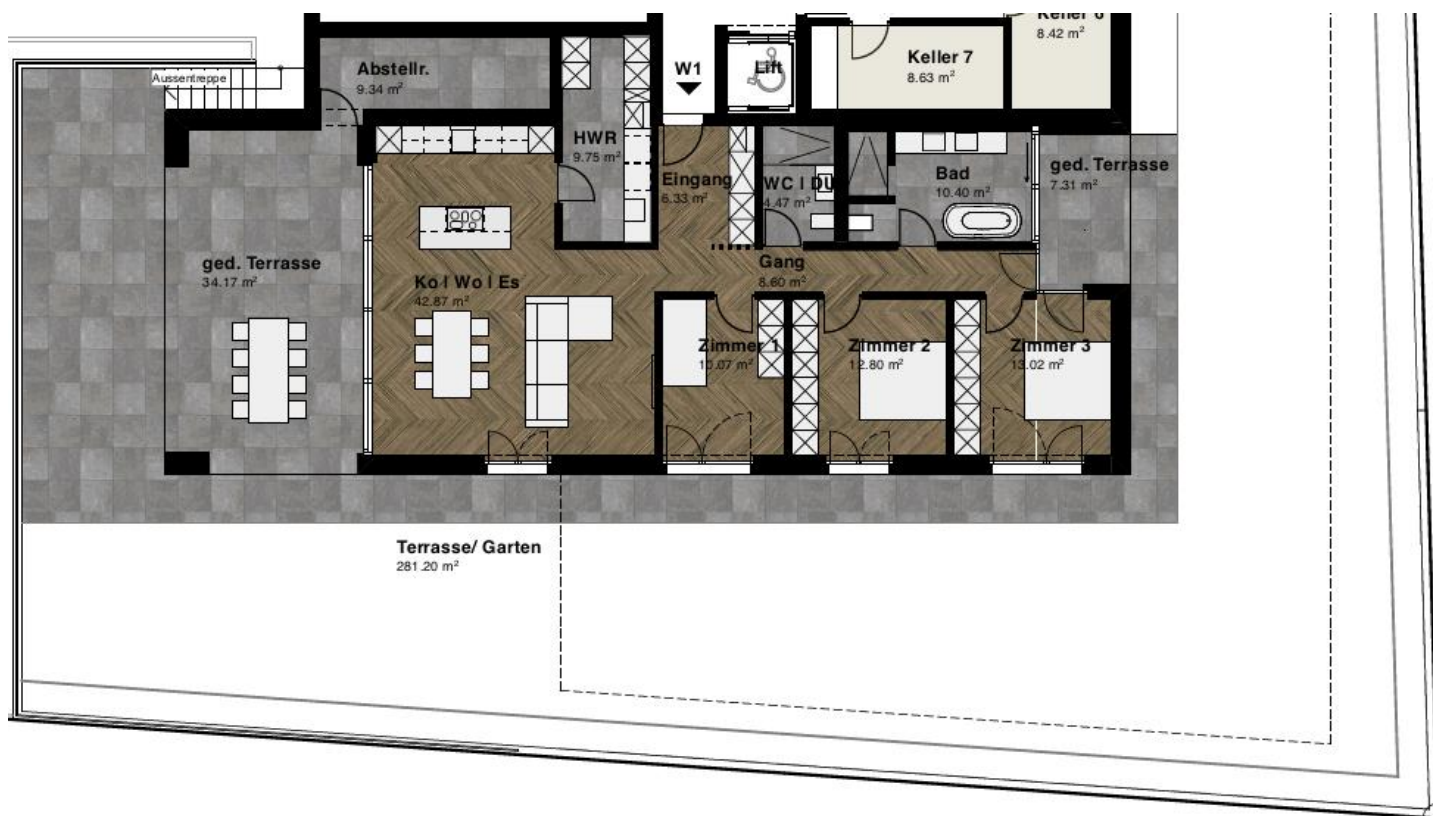 Keller 6
8.42 m²
Keller 7
8.63 m²
Lift
W1
Abstellr.
9.34 m²
Aussentreppe
HWR
9.75 m²
Eingang
6.33 m²
WC I DU
4.47 m²
Bad
10.40 m²
ged. Terrasse
7.31 m²
ged. Terrasse
34.17 m²
Ko I Wo I Es
42.87 m²
Gang
8.60 m²
Zimmer 1
10.07 m²
Zimmer 2
12.80 m²
Zimmer 3
13.02 m²
Terrasse/ Garten
281.20 m²